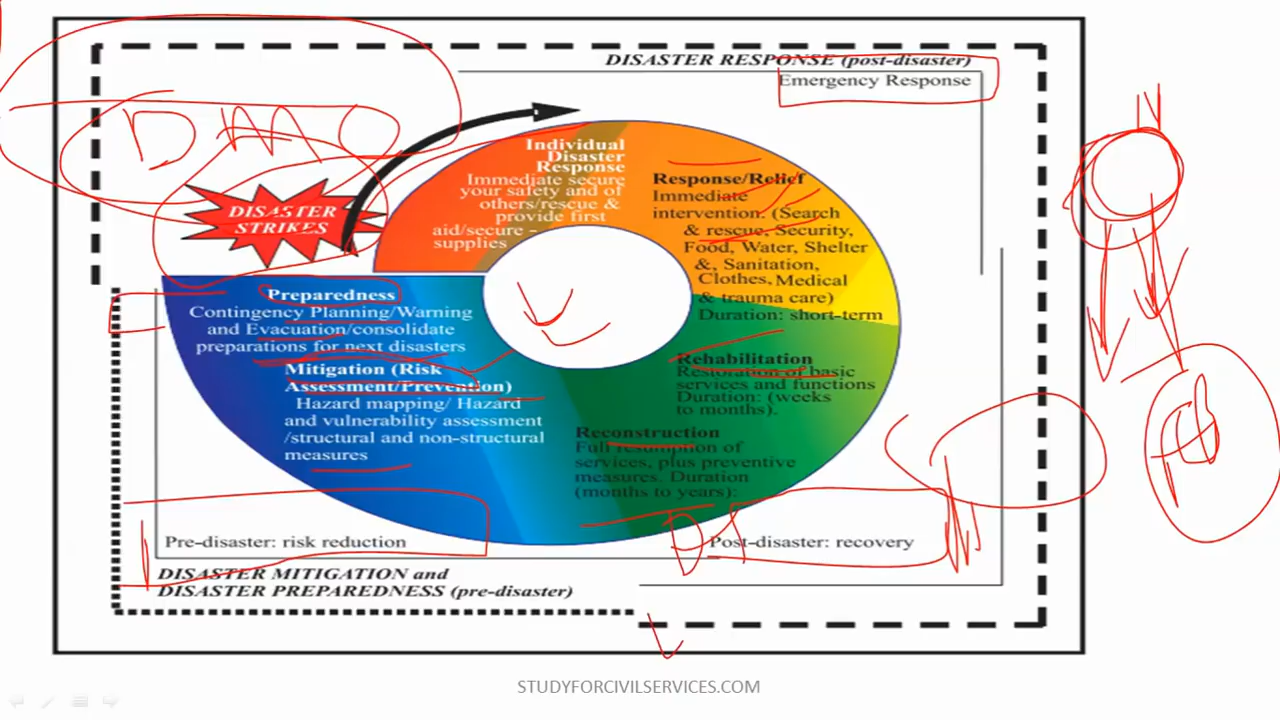 DISASTER RESPONSE (post-disaster)
Emergency Response
DMO
DISASTER
STRIKES
Individual
Disaster
Response
Immediate secure
your safety and of
others/rescue &
provide first
aid/secure -
supplies
Response/Relief
Immediate
intervention. (Search
& rescue, Security,
Food, Water, Shelter
&, Sanitation,
Clothes, Medical
& trauma care)
Duration: short-term
Rehabilitation
Restoration of basic
services and functions
Duration: (weeks
to months).
Reconstruction
Full resumption of
services, plus preventive
measures. Duration
(months to years):
Preparedness
Contingency Planning/Warning
and Evacuation/consolidate
preparations for next disasters
Mitigation (Risk
Assessment/Prevention)
Hazard mapping/ Hazard
and vulnerability assessment
/structural and non-structural
measures
Pre-disaster: risk reduction
Post-disaster: recovery
DISASTER MITIGATION and
DISASTER PREPAREDNESS (pre-disaster)
STUDYFORCIVILSERVICES.COM